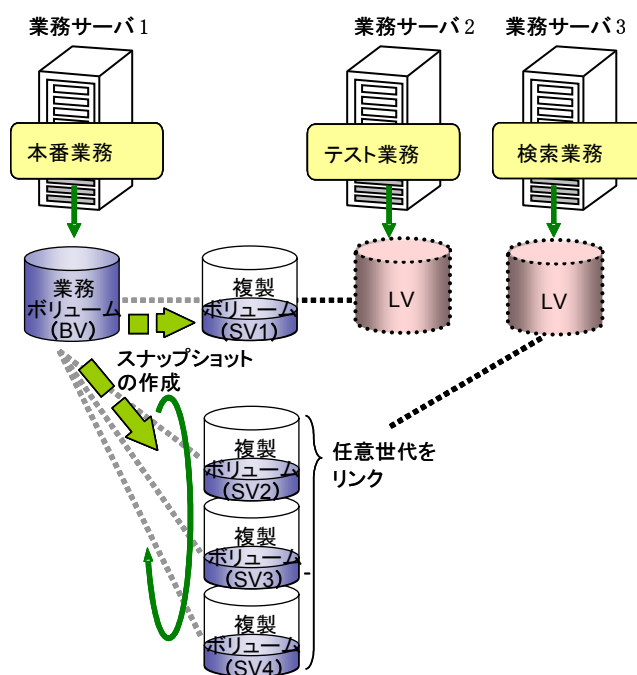 業務サーバ1
業務サーバ2
業務サーバ3
本番業務
テスト業務
検索業務
業務
ボリューム
(BV)
複製
ボリューム
(SV1)
LV
LV
スナップショット
の作成
複製
ボリューム
(SV2)
複製
ボリューム
(SV3)
複製
ボリューム
(SV4)
任意世代を
リンク